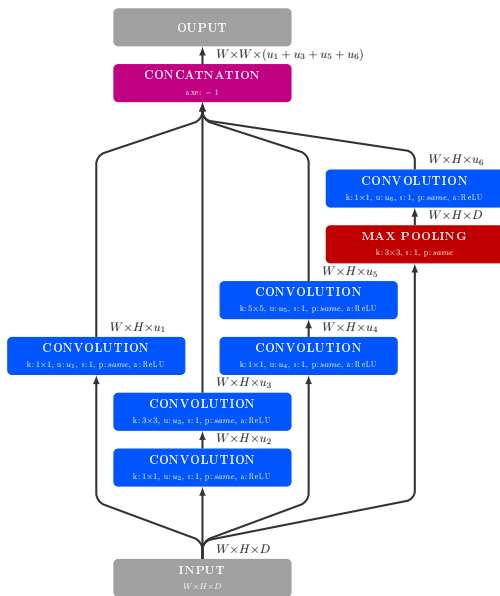 OUPUT
W×W×(u₁ + u₃ + u₅ + u₆)
CONCATNATION
axe: − 1
W×H×u₆
CONVOLUTION
k: 1×1, u: u₆, s: 1, p: same, a:ReLU
W×H×D
MAX POOLING
k: 3×3, s: 1, p: same
W×H×u₅
CONVOLUTION
k: 5×5, u: u₅, s: 1, p: same, a:ReLU
W×H×u₁
W×H×u₄
CONVOLUTION
k: 1×1, u: u₁, s: 1, p: same, a:ReLU
CONVOLUTION
k: 1×1, u: u₄, s: 1, p: same, a:ReLU
W×H×u₃
CONVOLUTION
k: 3×3, u: u₃, s: 1, p: same, a:ReLU
W×H×u₂
CONVOLUTION
k: 1×1, u: u₂, s: 1, p: same, a:ReLU
W×H×D
INPUT
W×H×D